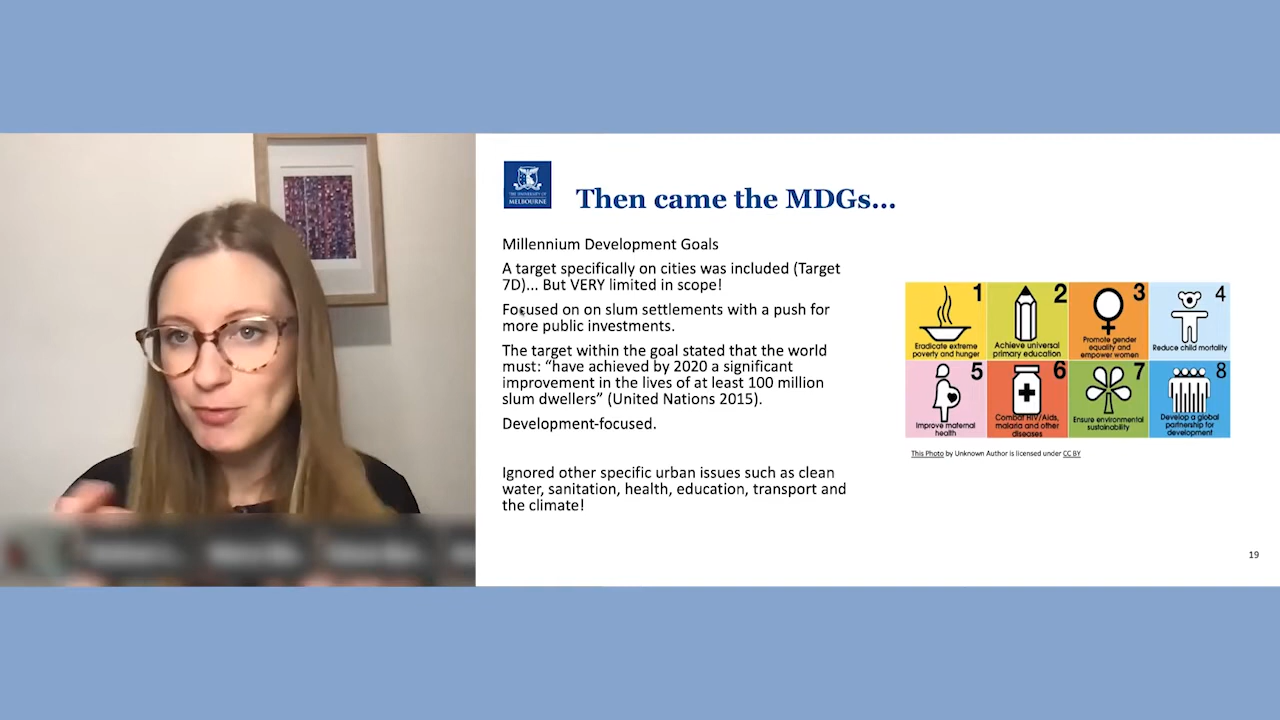 THE UNIVERSITY OF
MELBOURNE
Then came the MDGs...
Millennium Development Goals
A target specifically on cities was included (Target
7D)... But VERY limited in scope!
Focused on on slum settlements with a push for
more public investments.
The target within the goal stated that the world
must: “have achieved by 2020 a significant
improvement in the lives of at least 100 million
slum dwellers” (United Nations 2015).
Development-focused.
Ignored other specific urban issues such as clean
water, sanitation, health, education, transport and
the climate!
1
Eradicate extreme
poverty and hunger
2
Achieve universal
primary education
3
Promote gender
equality and
empower women
4
Reduce child mortality
5
Improve maternal
health
6
Combat HIV/Aids,
malaria and other
diseases
7
Ensure environmental
sustainability
8
Develop a global
partnership for
development
This Photo by Unknown Author is licensed under CC BY
19